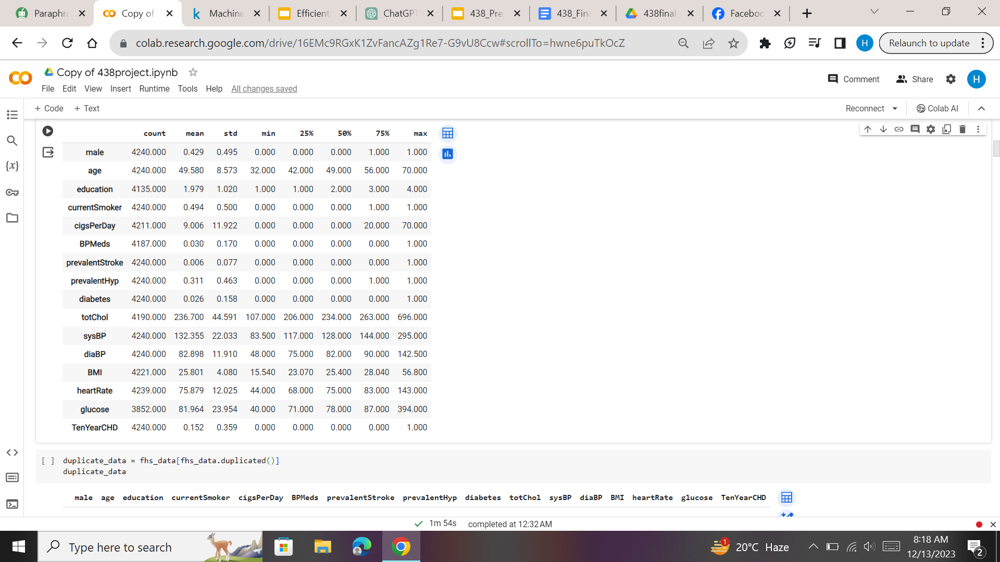 Paraphra
Copy of
Machine
Efficient
ChatGPT
438_Pre
438_Fina
438final
Faceboo
colab.research.google.com/drive/16EMc9RGxK1ZvFancAZg1Re7-G9vU8Ccw#scrollTo=hwne6puTkOcZ
H
Relaunch to update
Copy of 438project.ipynb
File Edit View Insert Runtime Tools Help All changes saved
Comment Share H
+ Code + Text
Reconnect Colab AI
count mean std min 25% 50% 75% max
male 4240.000 0.429 0.495 0.000 0.000 0.000 1.000 1.000
age 4240.000 49.580 8.573 32.000 42.000 49.000 56.000 70.000
education 4135.000 1.979 1.020 1.000 1.000 2.000 3.000 4.000
currentSmoker 4240.000 0.494 0.500 0.000 0.000 0.000 1.000 1.000
cigsPerDay 4211.000 9.006 11.922 0.000 0.000 0.000 20.000 70.000
BPMeds 4187.000 0.030 0.170 0.000 0.000 0.000 0.000 1.000
prevalentStroke 4240.000 0.006 0.077 0.000 0.000 0.000 0.000 1.000
prevalentHyp 4240.000 0.311 0.463 0.000 0.000 0.000 1.000 1.000
diabetes 4240.000 0.026 0.158 0.000 0.000 0.000 0.000 1.000
totChol 4190.000 236.700 44.591 107.000 206.000 234.000 263.000 696.000
sysBP 4240.000 132.355 22.033 83.500 117.000 128.000 144.000 295.000
diaBP 4240.000 82.898 11.910 48.000 75.000 82.000 90.000 142.500
BMI 4221.000 25.801 4.080 15.540 23.070 25.400 28.040 56.800
heartRate 4239.000 75.879 12.025 44.000 68.000 75.000 83.000 143.000
glucose 3852.000 81.964 23.954 40.000 71.000 78.000 87.000 394.000
TenYearCHD 4240.000 0.152 0.359 0.000 0.000 0.000 0.000 1.000
[ ] duplicate_data = fhs_data[fhs_data.duplicated()]
duplicate_data
male age education currentSmoker cigsPerDay BPMeds prevalentStroke prevalentHyp diabetes totChol sysBP diaBP BMI heartRate glucose TenYearCHD
1m 54s completed at 12:32 AM
Type here to search
1
20°C Haze
8:18 AM
12/13/2023
2